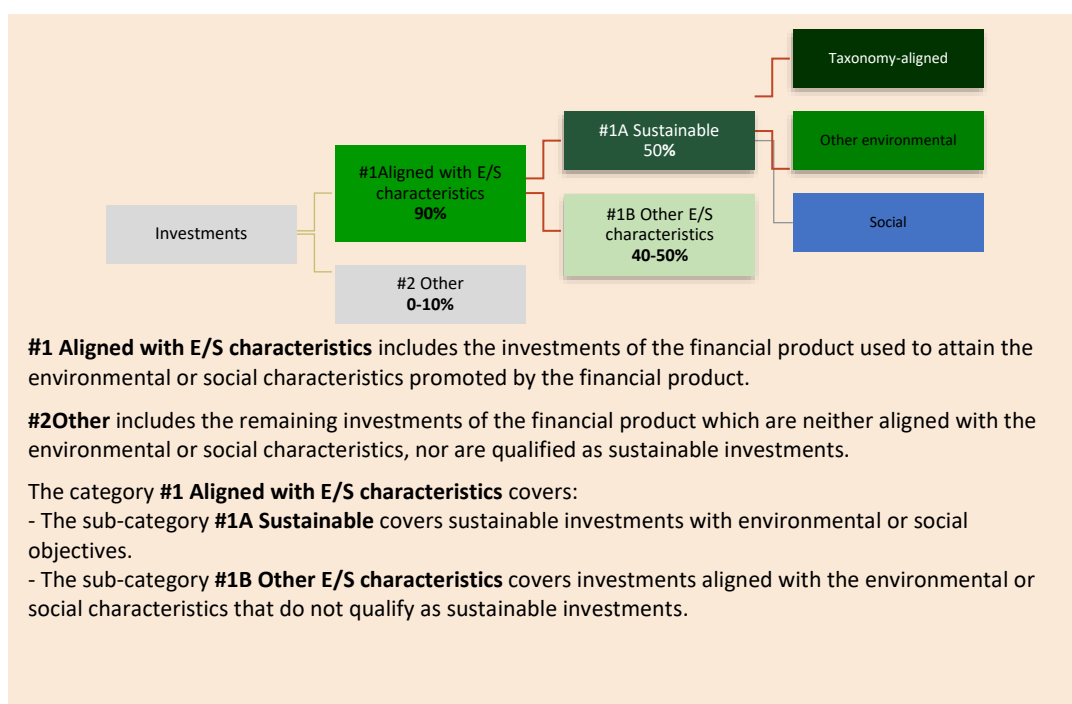 Taxonomy-aligned
#1A Sustainable
50%
Other environmental
#1Aligned with E/S
characteristics
90%
#1B Other E/S
characteristics
40-50%
Social
Investments
#2 Other
0-10%
#1 Aligned with E/S characteristics includes the investments of the financial product used to attain the
environmental or social characteristics promoted by the financial product.
#2Other includes the remaining investments of the financial product which are neither aligned with the
environmental or social characteristics, nor are qualified as sustainable investments.
The category #1 Aligned with E/S characteristics covers:
- The sub-category #1A Sustainable covers sustainable investments with environmental or social
objectives.
- The sub-category #1B Other E/S characteristics covers investments aligned with the environmental or
social characteristics that do not qualify as sustainable investments.